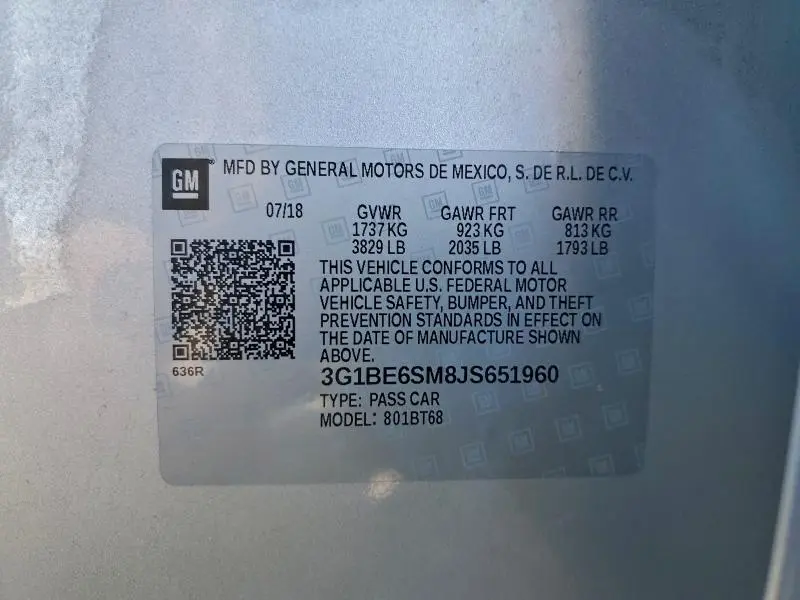 GM MFD BY GENERAL MOTORS DE MEXICO, S. DE R.L. DE C.V.
07/18 GVWR GAWR FRT GAWR RR
1737 KG 923 KG 813 KG
3829 LB 2035 LB 1793 LB
THIS VEHICLE CONFORMS TO ALL
APPLICABLE U.S. FEDERAL MOTOR
VEHICLE SAFETY, BUMPER, AND THEFT
PREVENTION STANDARDS IN EFFECT ON
THE DATE OF MANUFACTURE SHOWN
ABOVE.
636R
3G1BE6SM8JS651960
TYPE: PASS CAR
MODEL: 801BT68